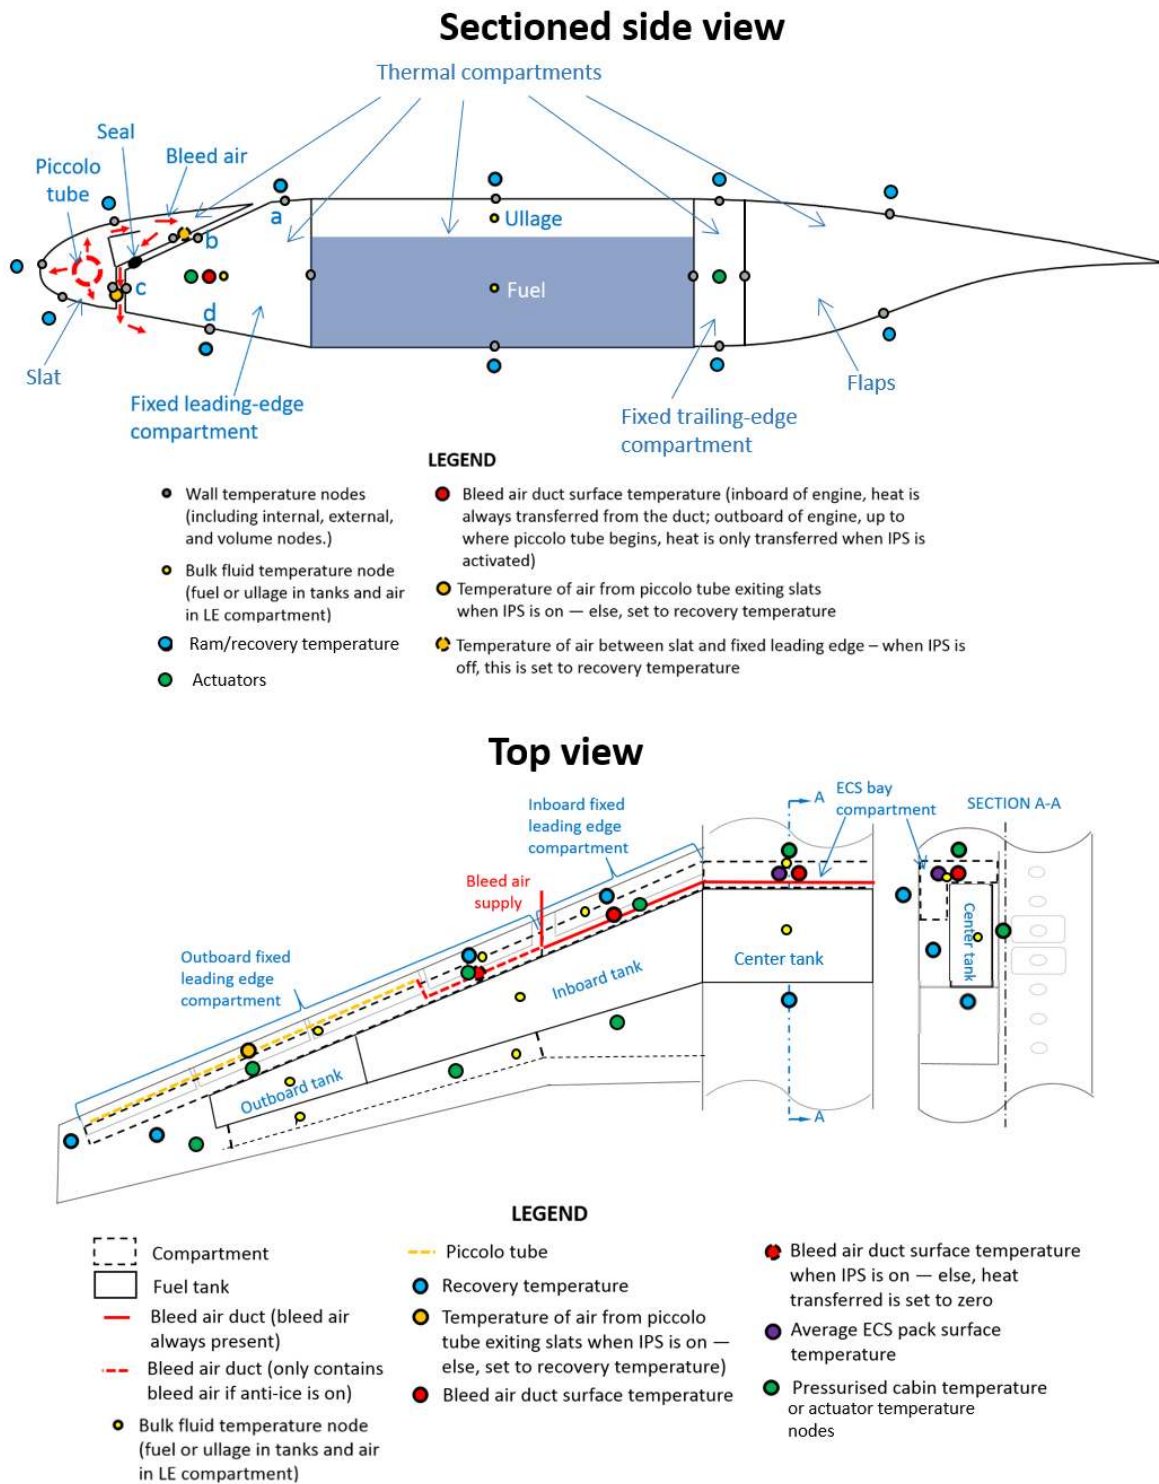 Sectioned side view
Thermal compartments
Seal
Bleed air
Piccolo
tube
a
Ullage
b
c
Fuel
d
Slat
Flaps
Fixed leading-edge
compartment
Fixed trailing-edge
compartment
LEGEND
Wall temperature nodes
(including internal, external,
and volume nodes.)
Bulk fluid temperature node
(fuel or ullage in tanks and air
in LE compartment)
Ram/recovery temperature
Actuators
Bleed air duct surface temperature (inboard of engine, heat is
always transferred from the duct; outboard of engine, up to
where piccolo tube begins, heat is only transferred when IPS is
activated)
Temperature of air from piccolo tube exiting slats
when IPS is on — else, set to recovery temperature
Temperature of air between slat and fixed leading edge – when IPS is
off, this is set to recovery temperature
Top view
Inboard fixed
leading edge
compartment
A
ECS bay
compartment
SECTION A-A
Bleed air
supply
Outboard fixed
leading edge
compartment
Inboard tank
Center tank
Center tank
Outboard tank
A
LEGEND
Compartment
Fuel tank
Bleed air duct (bleed air
always present)
Bleed air duct (only contains
bleed air if anti-ice is on)
Bulk fluid temperature node
(fuel or ullage in tanks and air
in LE compartment)
Piccolo tube
Recovery temperature
Temperature of air from piccolo
tube exiting slats when IPS is on —
else, set to recovery temperature)
Bleed air duct surface temperature
Bleed air duct surface temperature
when IPS is on — else, heat
transferred is set to zero
Average ECS pack surface
temperature
Pressurised cabin temperature
or actuator temperature
nodes